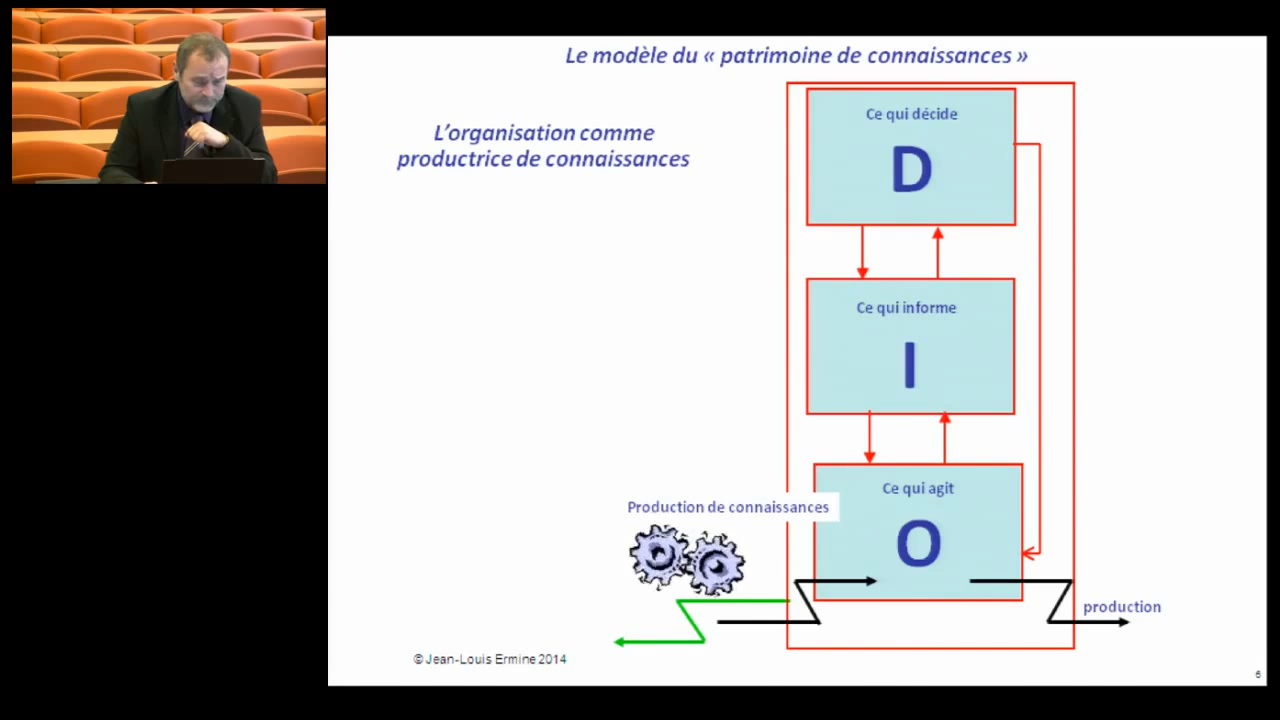 Le modèle du « patrimoine de connaissances »
L'organisation comme
productrice de connaissances
Ce qui décide
D
Ce qui informe
I
Ce qui agit
O
Production de connaissances
production
© Jean-Louis Ermine 2014
6